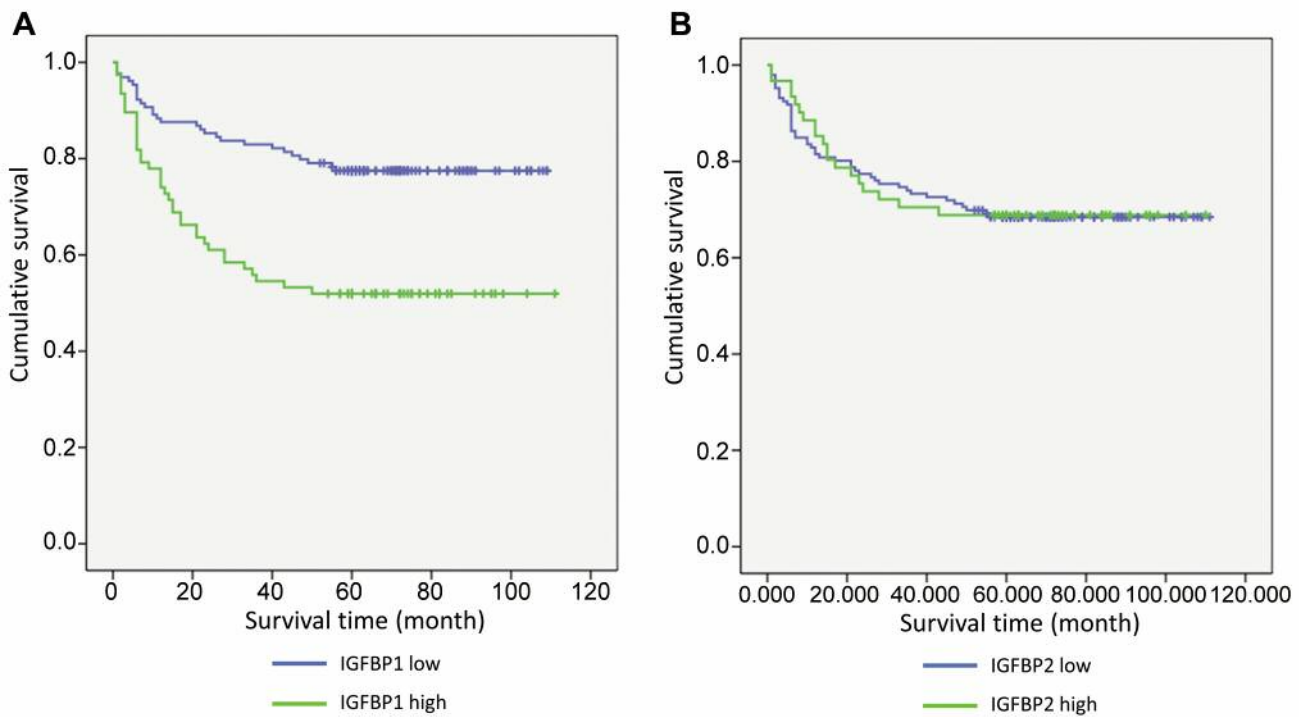 A
Cumulative survival
1.0
0.8
0.6
0.4
0.2
0.0
0 20 40 60 80 100 120
Survival time (month)
IGFBP1 low
IGFBP1 high
B
Cumulative survival
1.0
0.8
0.6
0.4
0.2
0.0
0.000 20.000 40.000 60.000 80.000 100.000 120.000
Survival time (month)
IGFBP2 low
IGFBP2 high